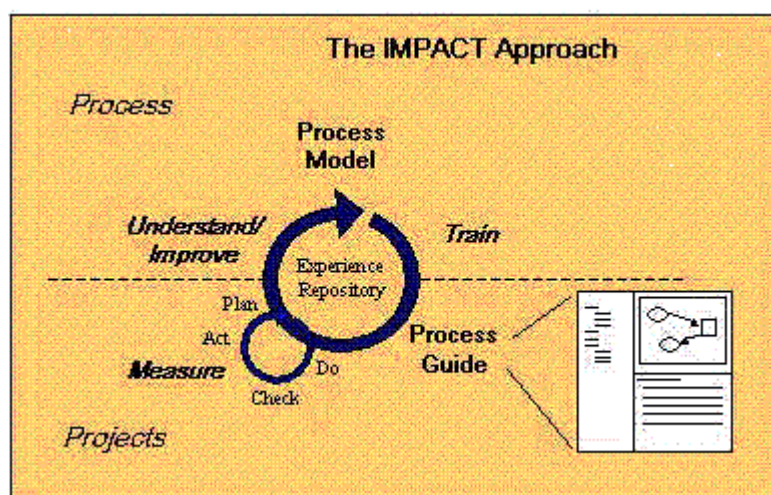 The IMPACT Approach
Process
Process
Model
Understand/
Improve
Train
Experience
Repository
Plan
Act
Process
Guide
Measure
Do
Check
Projects